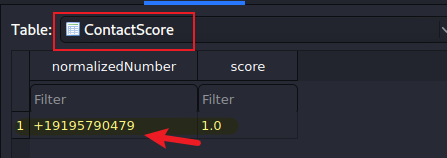 Table: ContactScore
normalizedNumber score
Filter Filter
1 +19195790479 1.0